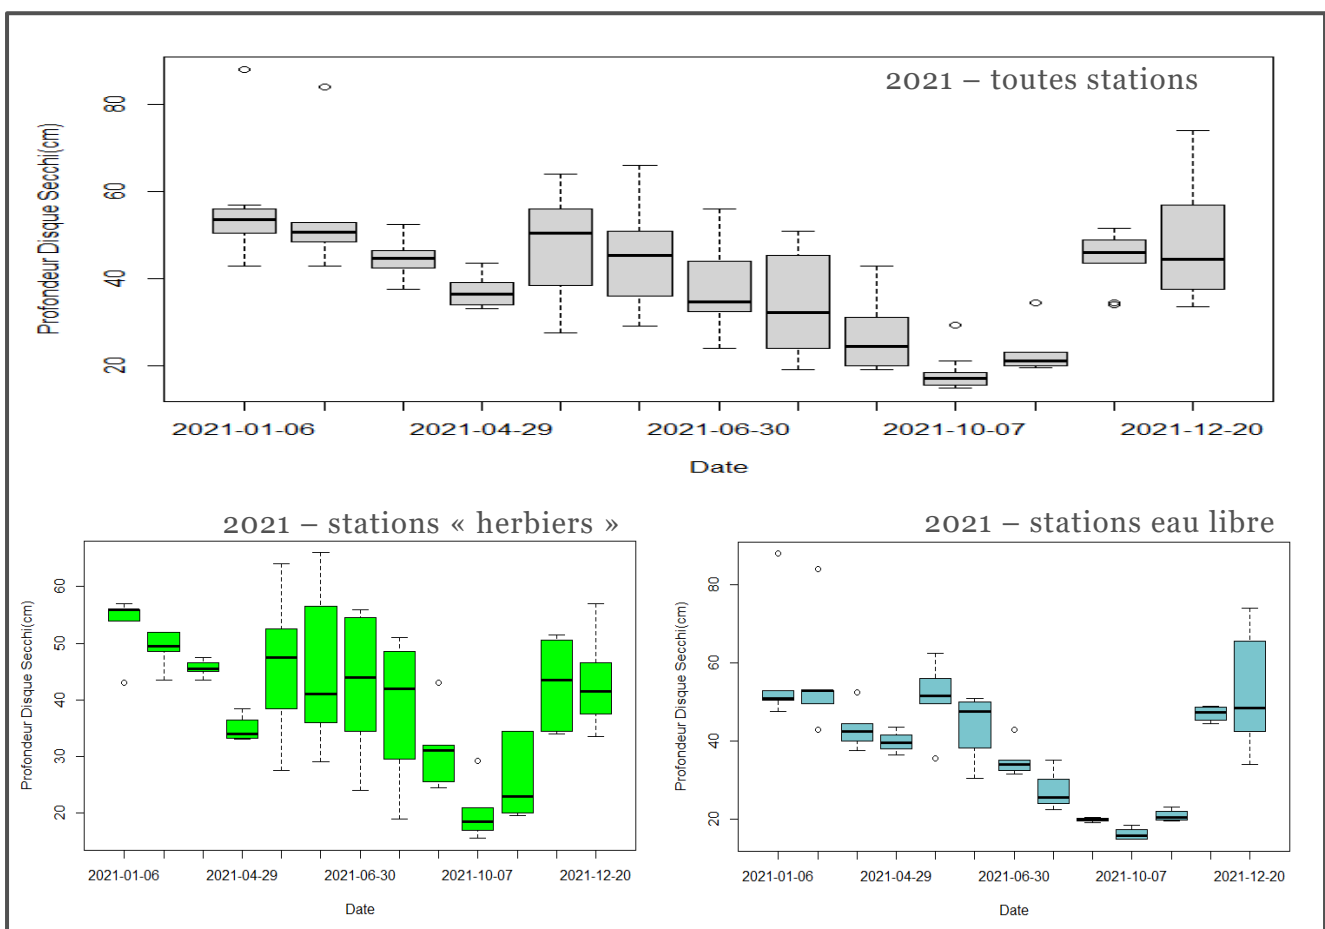 2021 – toutes stations
Profondeur Disque Secchi(cm)
80
60
40
20
2021-01-06 2021-04-29 2021-06-30 2021-10-07 2021-12-20
Date
2021 – stations « herbiers »
Profondeur Disque Secchi(cm)
60
50
40
30
20
2021-01-06 2021-04-29 2021-06-30 2021-10-07 2021-12-20
Date
2021 – stations eau libre
Profondeur Disque Secchi(cm)
80
60
40
20
2021-01-06 2021-04-29 2021-06-30 2021-10-07 2021-12-20
Date